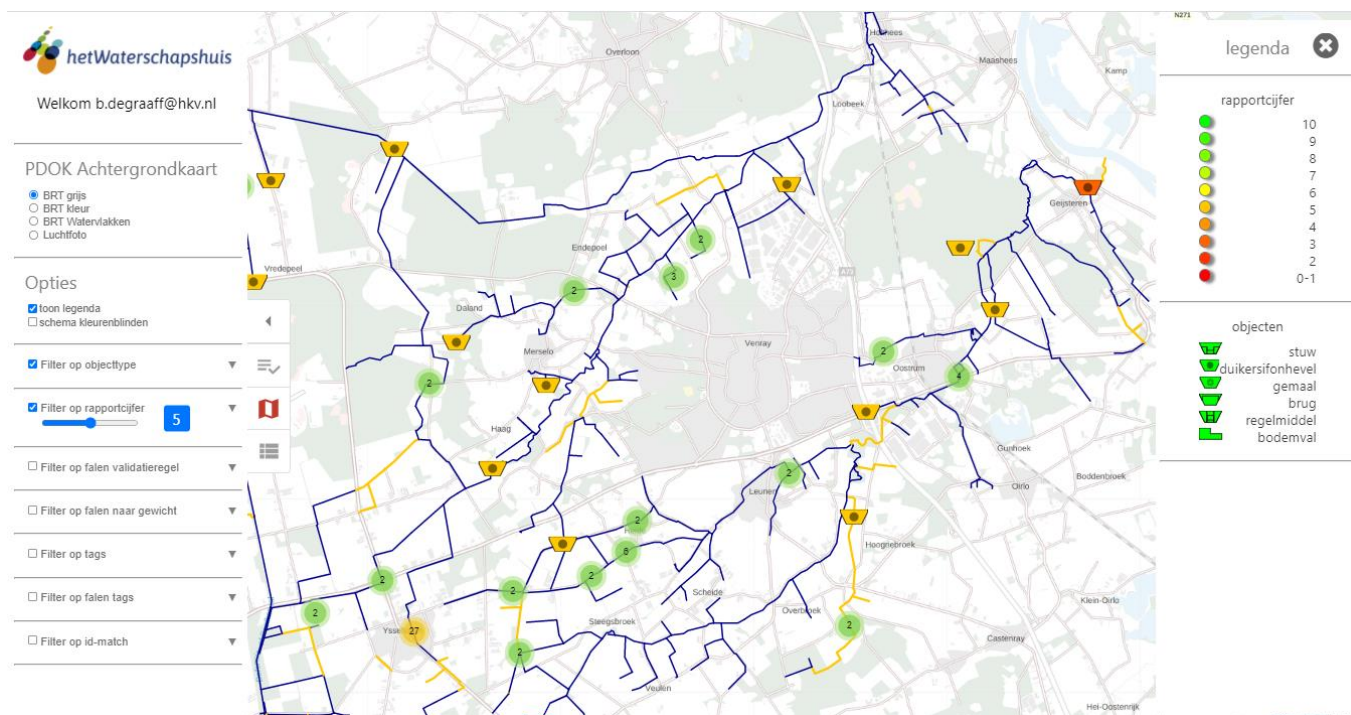 hetWaterschapshuis
Welkom b.degraaff@hkv.nl
PDOK Achtergrondkaart
BRT grijs
BRT kleur
BRT Watervlakken
Luchtfoto
Opties
toon legenda
schema kleurenblinden
Filter op objecttype
Filter op rapportcijfer
5
Filter op falen validatieregel
Filter op falen naar gewicht
Filter op tags
Filter op falen tags
Filter op id-match
Overloon
Holthees
Maashees
Kamp
Loobeek
Geijsteren
Endepoel
2
3
2
Vredepeel
Daland
Merselo
Venray
A73
2
Oostrum
4
2
Haag
Gunhoek
Boddenbroek
Oirlo
2
Leunen
2
6
2
2
2
2
Hoogriebroek
Scheide
Overbroek
Klein-Oirlo
Castenray
Steegsbroek
27
2
2
Veulen
Hei-Oostenrijk
N271
legenda
rapportcijfer
10
9
8
7
6
5
4
3
2
0-1
objecten
stuw
duikersifonhevel
gemaal
brug
regelmiddel
bodemval